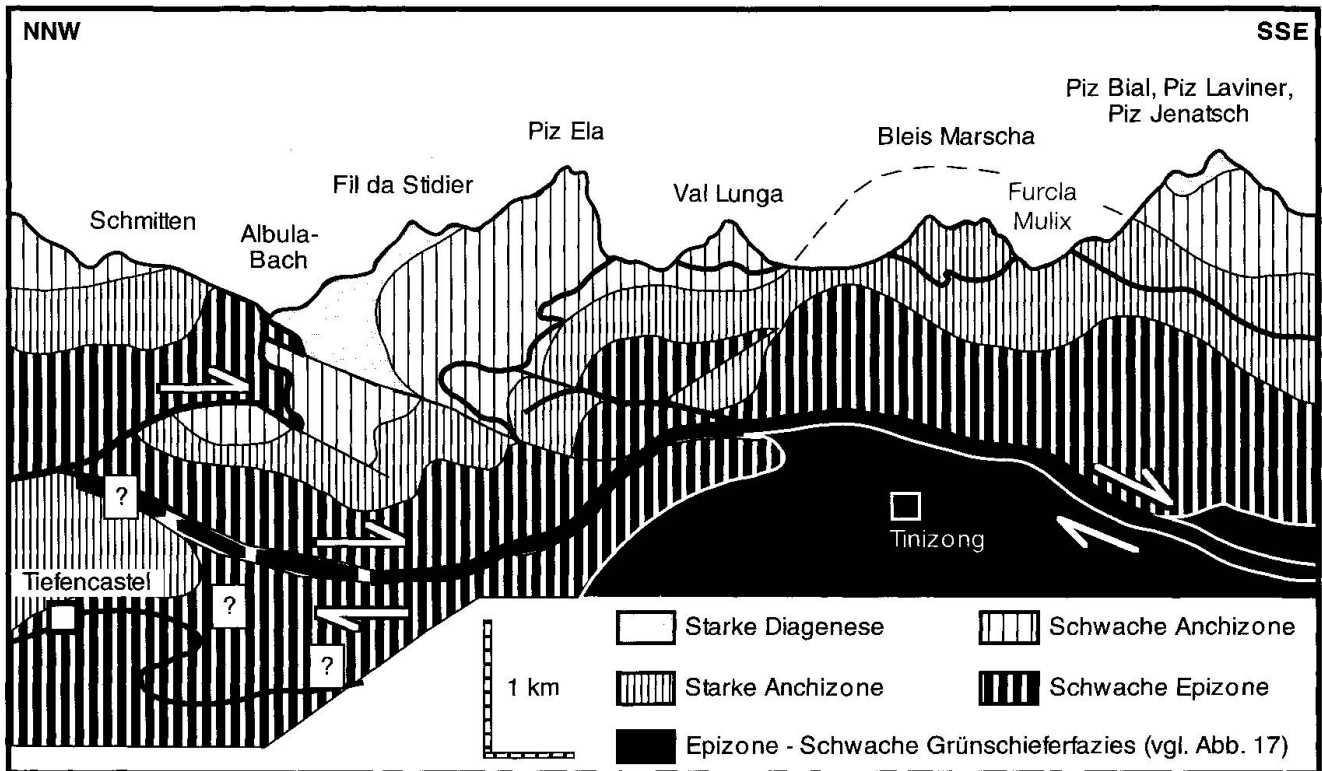 NNW
SSE
Piz Bial, Piz Laviner,
Piz Jenatsch
Piz Ela
Bleis Marscha
Fil da Stidier
Furcla
Mulix
Val Lunga
Schmitten
Albula-
Bach
?
Tinizong
Tiefencastel
?
?
1 km
Starke Diagenese
Schwache Anchizone
Starke Anchizone
Schwache Epizone
Epizone - Schwache Grünschieferfazies (vgl. Abb. 17)